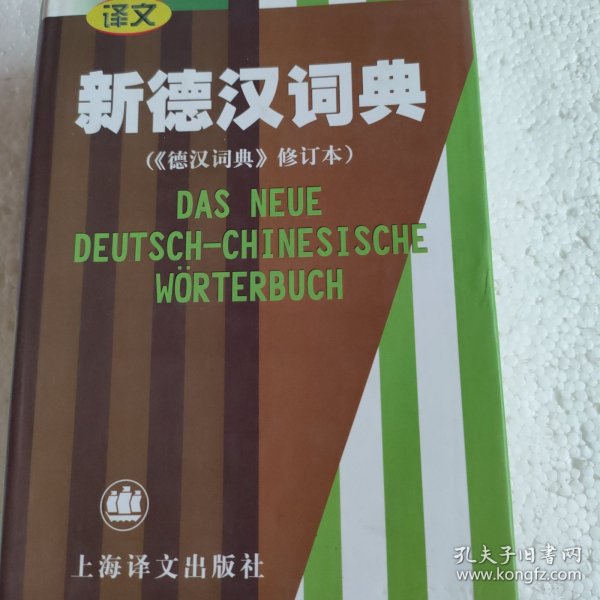 译文
新德汉词典
(《德汉词典》修订本)
DAS NEUE
DEUTSCH-CHINESISCHE
WÖRTERBUCH
上海译文出版社
孔夫子旧书网
www.kongfz.com